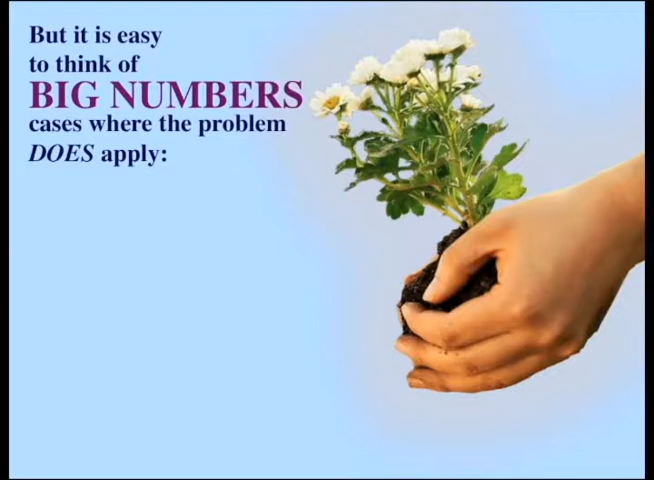 But it is easy
to think of
BIG NUMBERS
cases where the problem
DOES apply: